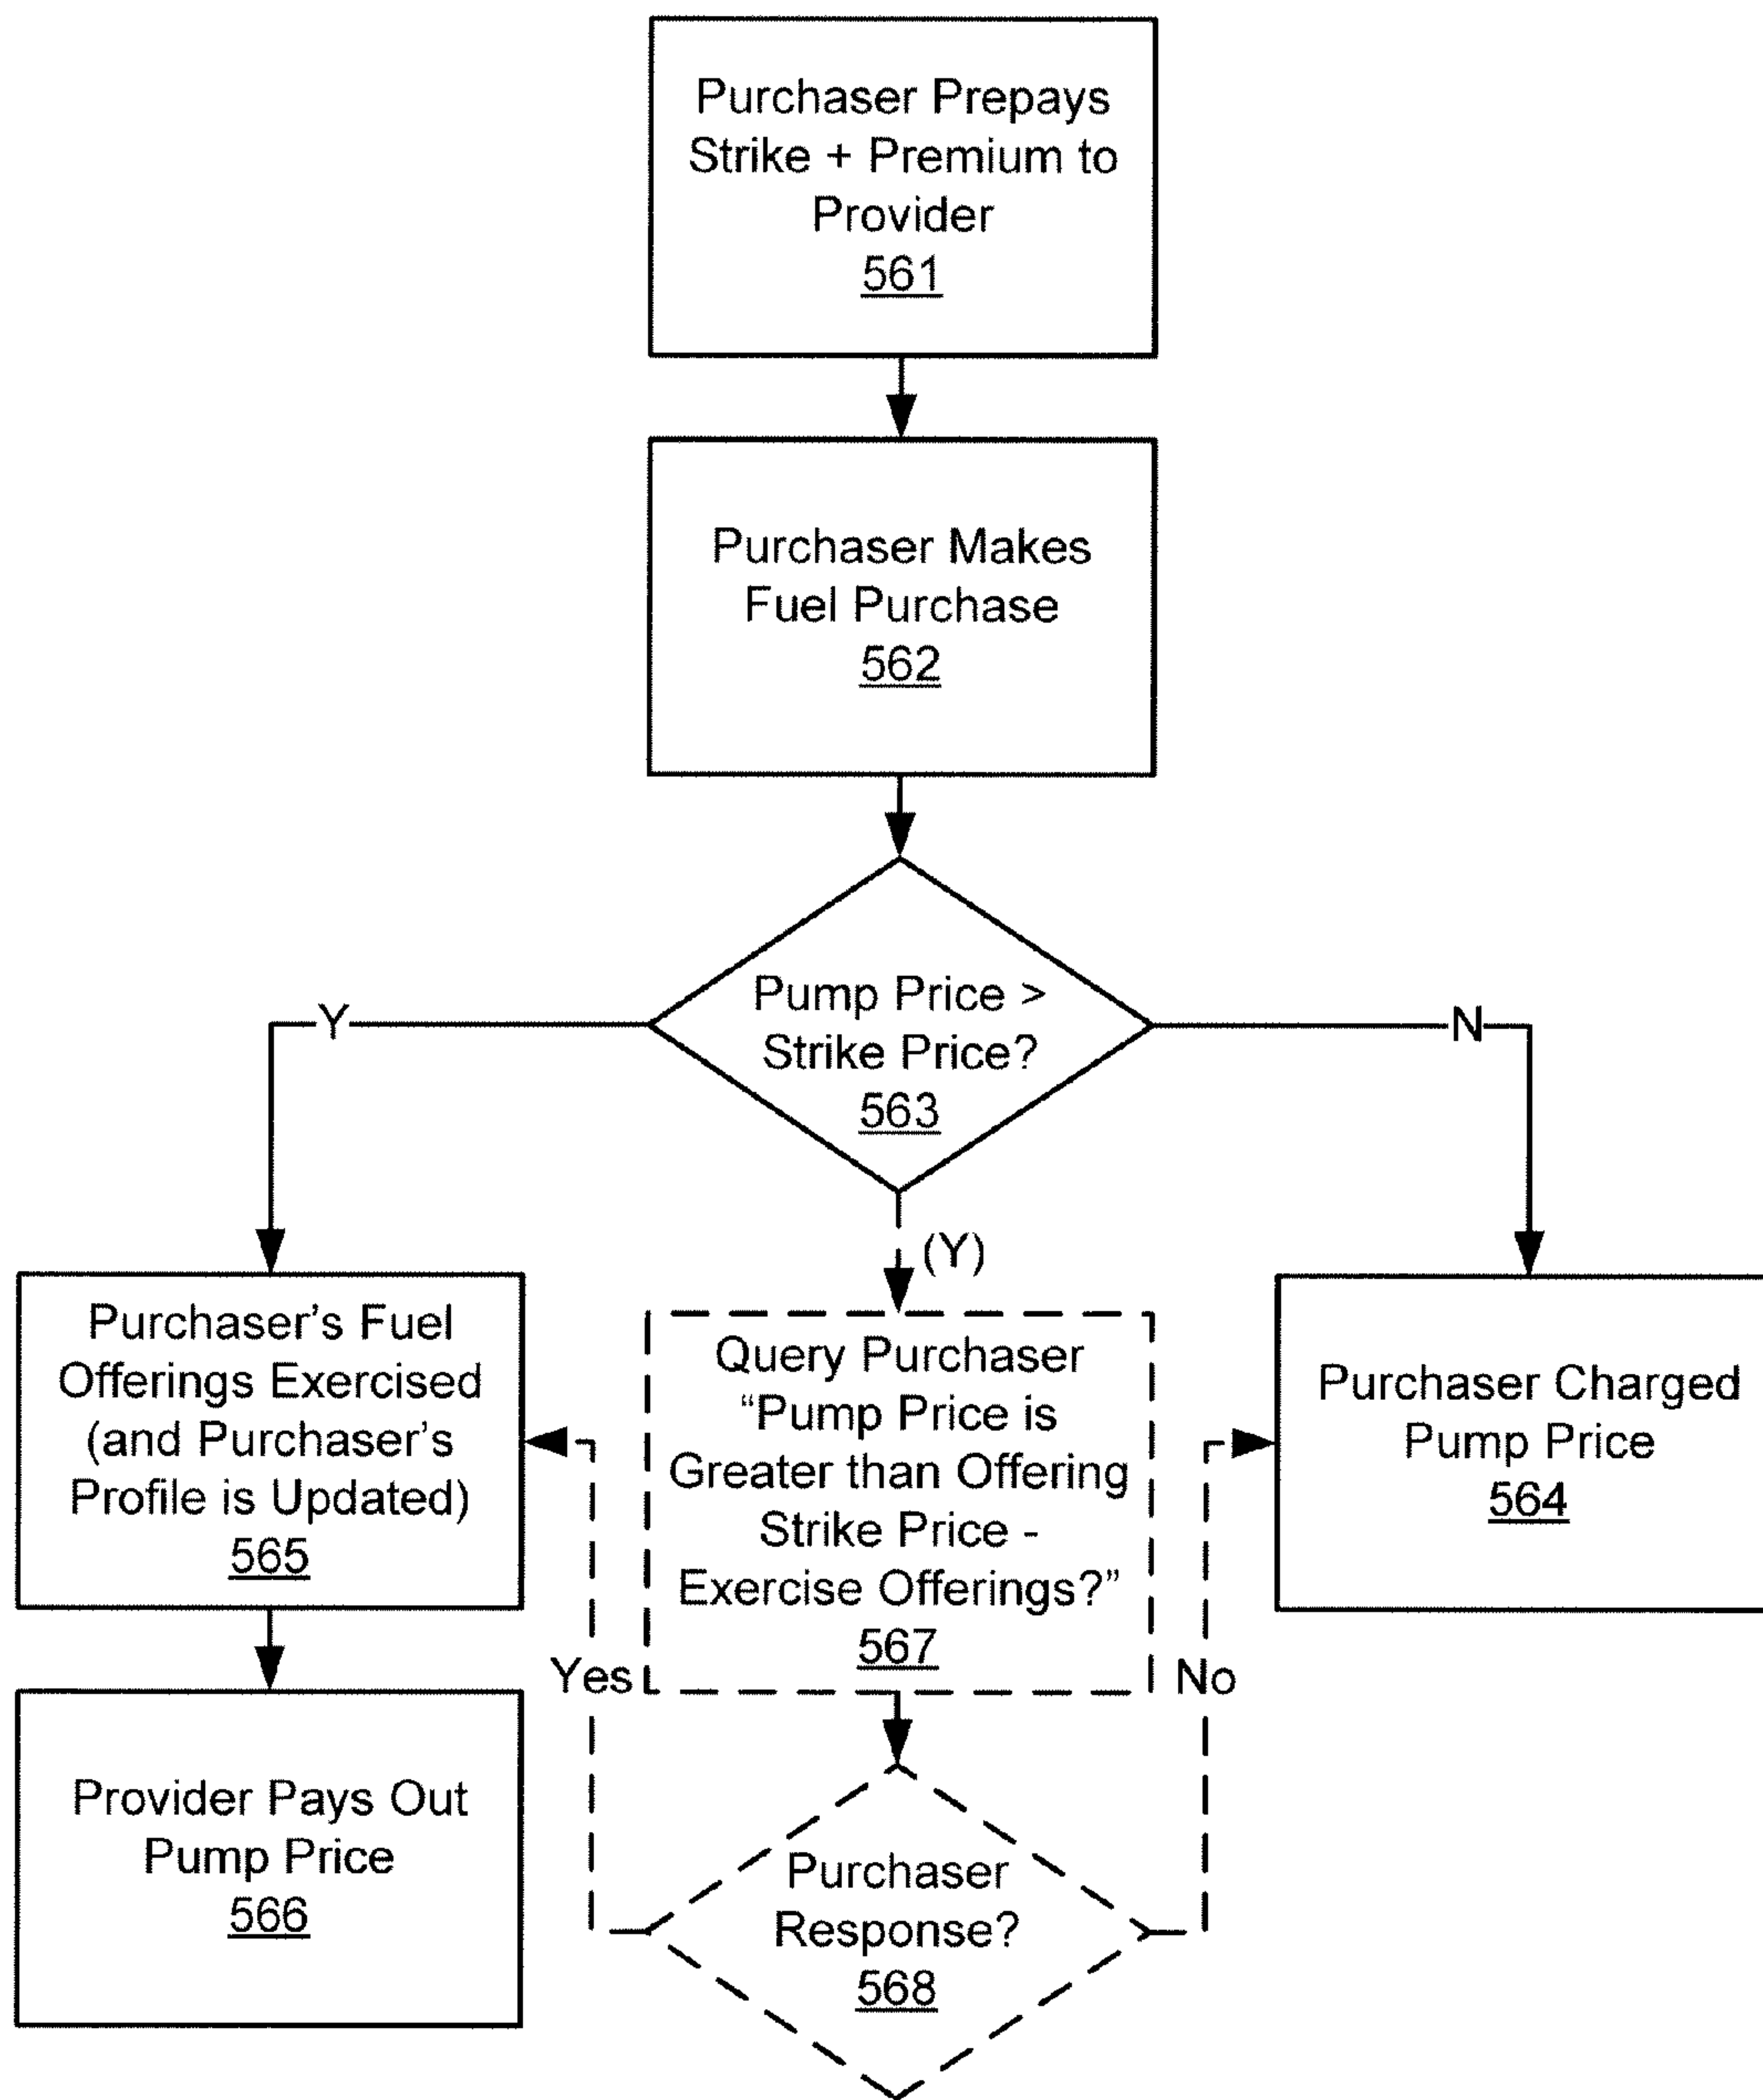 Purchaser Prepays
Strike + Premium to
Provider
561
Purchaser Makes
Fuel Purchase
562
Pump Price >
Strike Price?
563
Y
N
(Y)
Purchaser’s Fuel
Offerings Exercised
(and Purchaser’s
Profile is Updated)
565
Query Purchaser
“Pump Price is
Greater than Offering
Strike Price -
Exercise Offerings?”
567
Purchaser Charged
Pump Price
564
Yes
No
Provider Pays Out
Pump Price
566
Purchaser
Response?
568